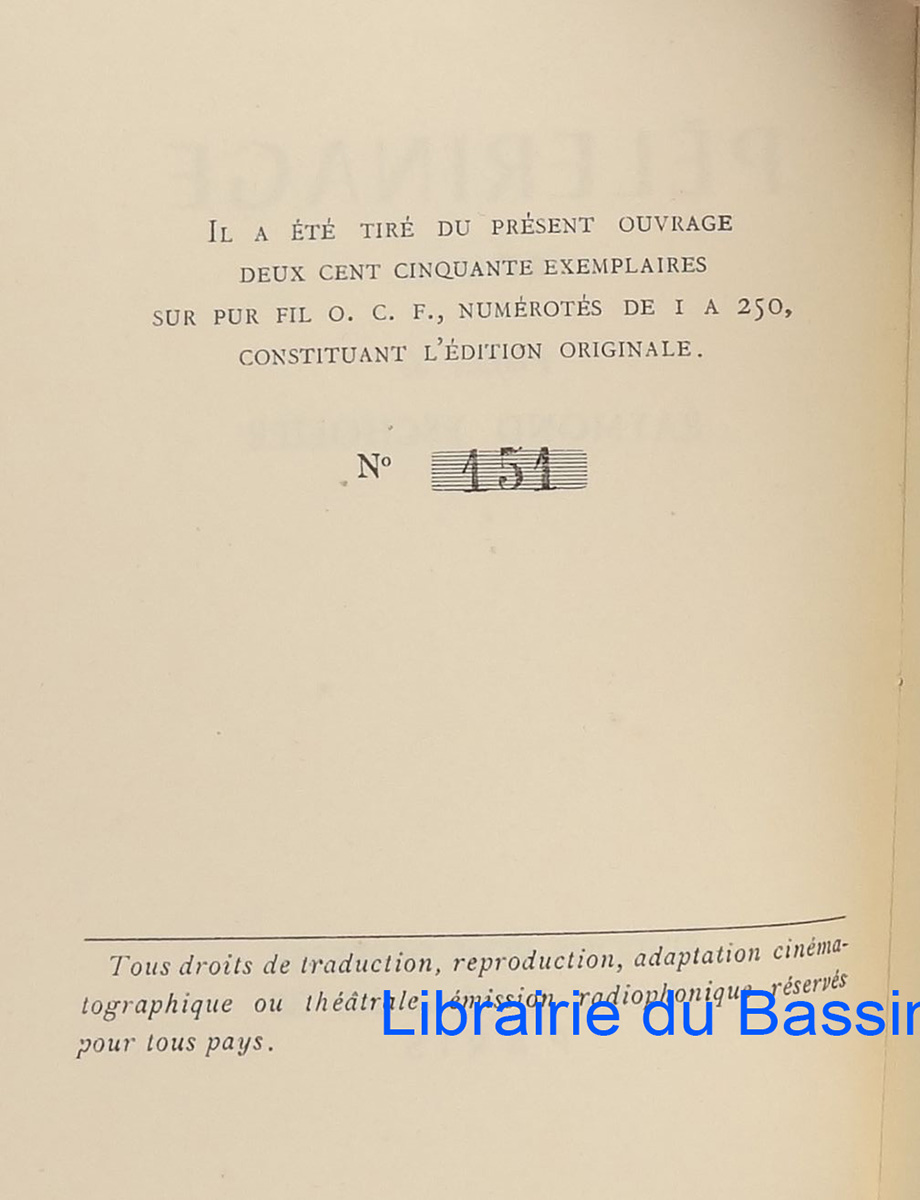 IL A ÉTÉ TIRÉ DU PRÉSENT OUVRAGE
DEUX CENT CINQUANTE EXEMPLAIRES
SUR PUR FIL O. C. F., NUMÉROTÉS DE I A 250,
CONSTITUANT L'ÉDITION ORIGINALE.
Nº 151
Tous droits de traduction, reproduction, adaptation cinéma-
tographique ou théâtrale, émission radiophonique réservés
pour tous pays.
Librairie du Bassin